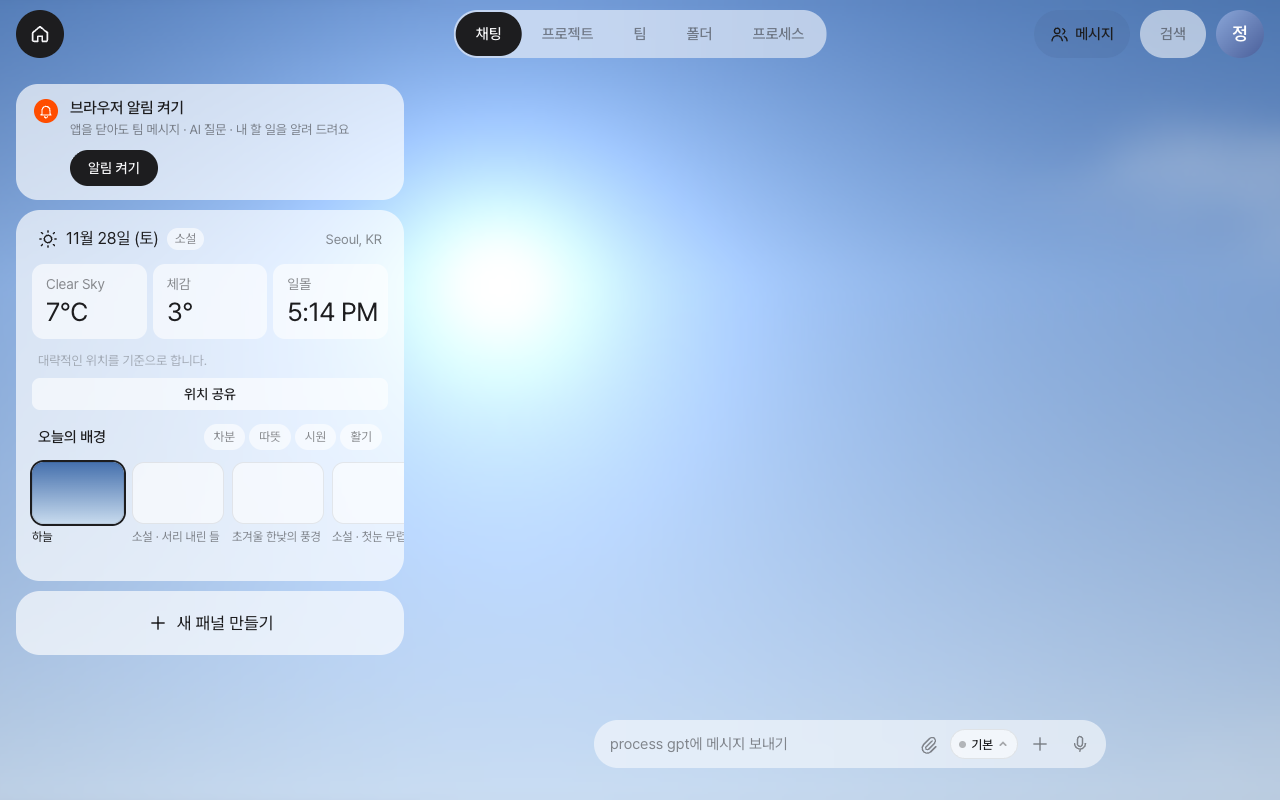 채팅
프로젝트
팀
폴더
프로세스
메시지
검색
정
브라우저 알림 켜기
앱을 닫아도 팀 메시지 · AI 질문 · 내 할 일을 알려 드려요
알림 켜기
11월 28일 (토)
소설
Seoul, KR
Clear Sky
7°C
체감
3°
일몰
5:14 PM
대략적인 위치를 기준으로 합니다.
위치 공유
오늘의 배경
차분
따뜻
시원
활기
하늘
소설 · 서리 내린 들
초겨울 한낮의 풍경
소설 · 첫눈 무렵
새 패널 만들기
process gpt에 메시지 보내기
기본